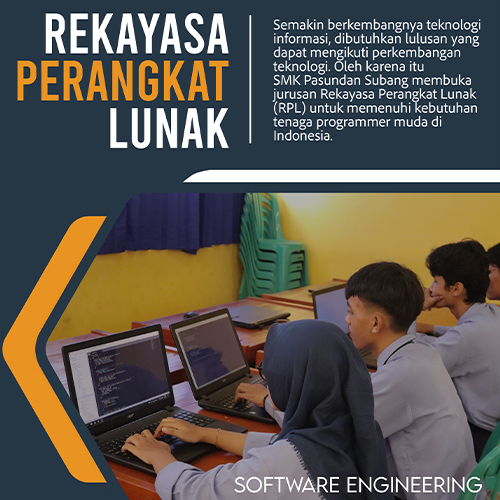 REKAYASA
PERANGKAT
LUNAK
Semakin berkembangnya teknologi
informasi, dibutuhkan lulusan yang
dapat mengikuti perkembangan
teknologi. Oleh karena itu
SMK Pasundan Subang membuka
jurusan Rekayasa Perangkat Lunak
(RPL) untuk memenuhi kebutuhan
tenaga programmer muda di
Indonesia.
acer
SOFTWARE ENGINEERING